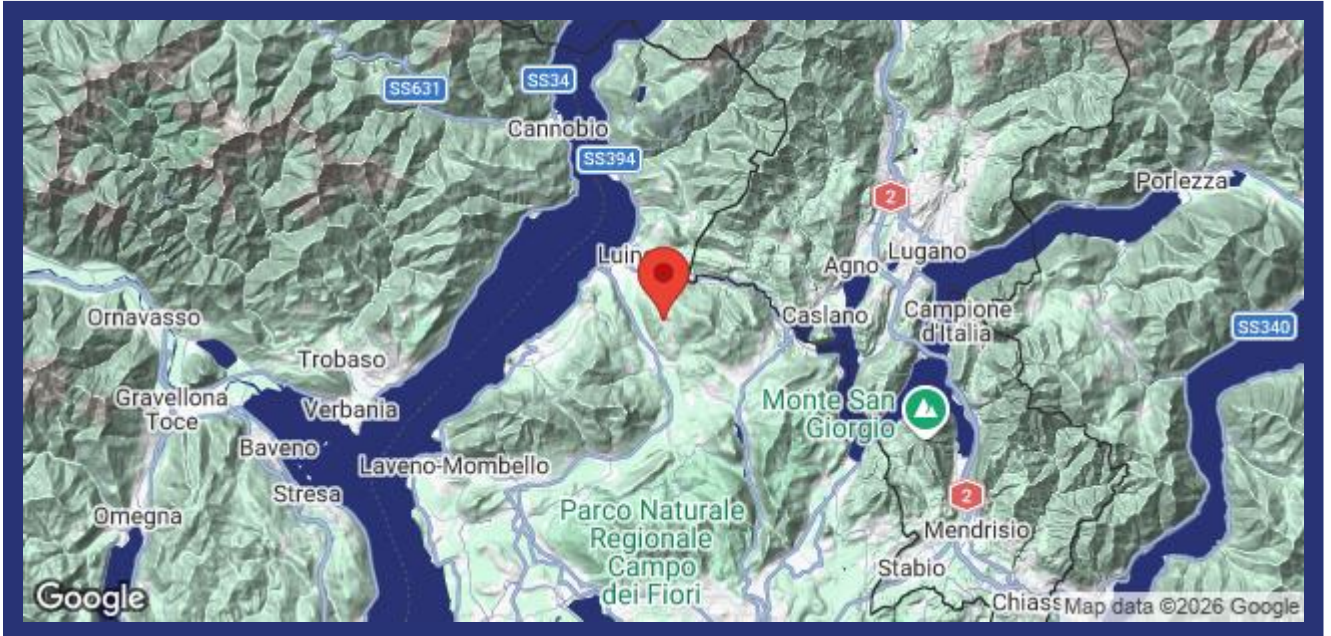 SS631
SS34
Cannobio
SS394
2
Porlezza
Luin
Lugano
Agno
Ornavasso
Caslano
Campione
d'Italia
SS340
Trobaso
Gravellona
Toce
Verbania
Monte San
Giorgio
Baveno
Laveno-Mombello
Stresa
2
Omegna
Parco Naturale
Regionale
Campo
dei Fiori
Mendrisio
Stabio
Chiass
Google
Map data ©2026 Google